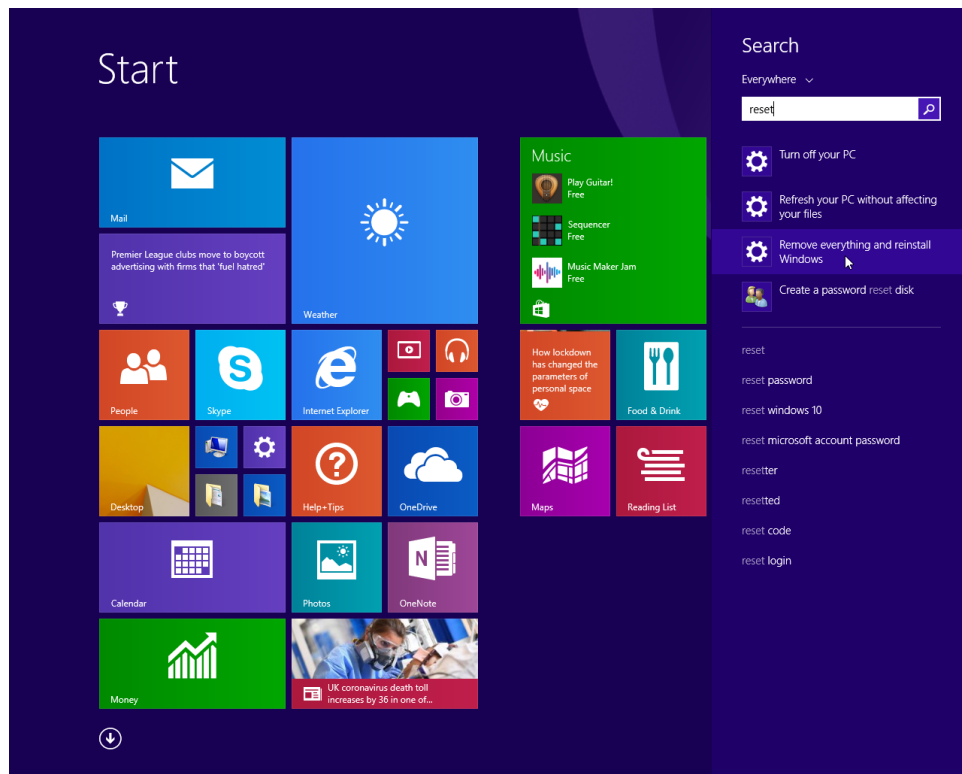 Start
Mail
Premier League clubs move to boycott
advertising with firms that 'fuel hatred'
Weather
People
Skype
Internet Explorer
Desktop
Help+Tips
OneDrive
Calendar
Photos
OneNote
Money
UK coronavirus death toll
increases by 36 in one of...
Music
Play Guitar!
Free
Sequencer
Free
Music Maker Jam
Free
How lockdown
has changed the
parameters of
personal space
Food & Drink
Maps
Reading List
Search
Everywhere
reset
Turn off your PC
Refresh your PC without affecting
your files
Remove everything and reinstall
Windows
Create a password reset disk
reset
reset password
reset windows 10
reset microsoft account password
resetter
resetted
reset code
reset login